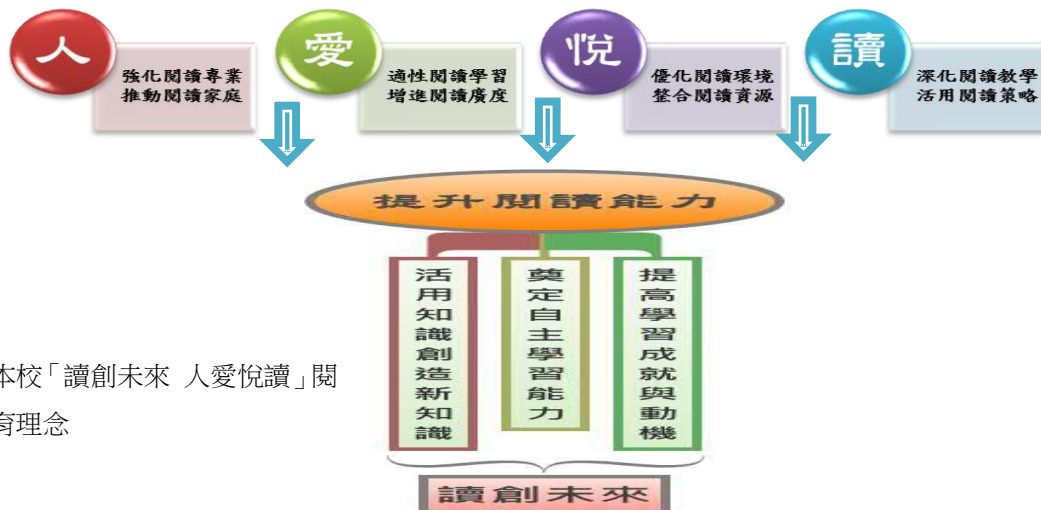 人
強化閱讀專業
推動閱讀家庭
愛
適性閱讀學習
增進閱讀廣度
悅
優化閱讀環境
整合閱讀資源
讀
深化閱讀教學
活用閱讀策略
提升閱讀能力
活用知識創造新知識
奠定自主學習能力
提高學習成就與動機
本校「讀創未來 人愛悅讀」閱
育理念
讀創未來